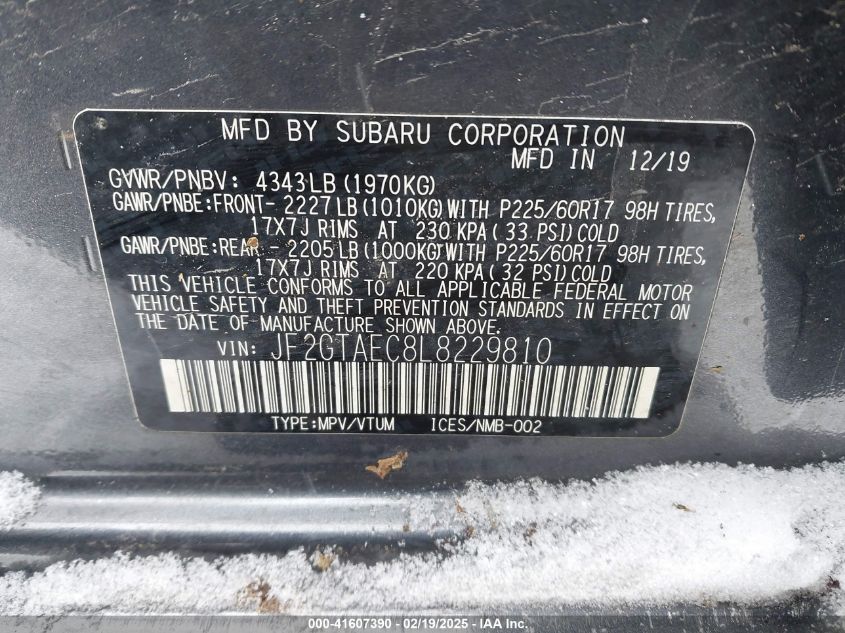 MFD BY SUBARU CORPORATION
MFD IN 12/19
GVWR/PNBV: 4343LB (1970KG)
GAWR/PNBE:FRONT- 2227LB (1010KG)WITH P225/60R17 98H TIRES,
17X7J RIMS AT 230 KPA( 33 PSI)COLD
GAWR/PNBE:REAR - 2205LB (1000KG)WITH P225/60R17 98H TIRES,
17X7J RIMS AT 220 KPA( 32 PSI)COLD
THIS VEHICLE CONFORMS TO ALL APPLICABLE FEDERAL MOTOR
VEHICLE SAFETY AND THEFT PREVENTION STANDARDS IN EFFECT ON
THE DATE OF MANUFACTURE SHOWN ABOVE.
VIN: JF2GTAEC8L8229810
TYPE:MPV/VTUM ICES/NMB-002
000-41607390 - 02/19/2025 - IAA Inc.